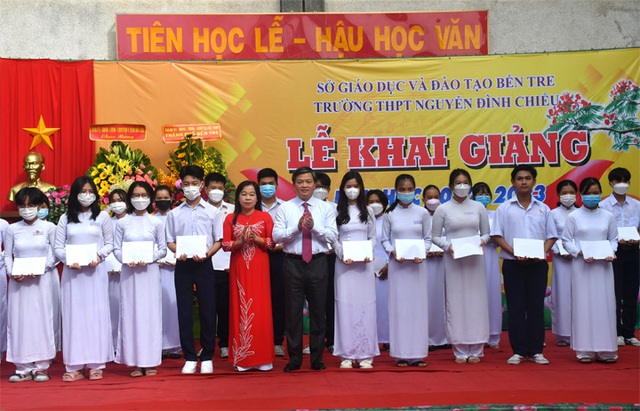 TIÊN HỌC LỄ - HẬU HỌC VĂN
SỞ GIÁO DỤC VÀ ĐÀO TẠO BẾN TRE
TRƯỜNG THPT NGUYỄN ĐÌNH CHIỂU
LỄ KHAI GIẢNG